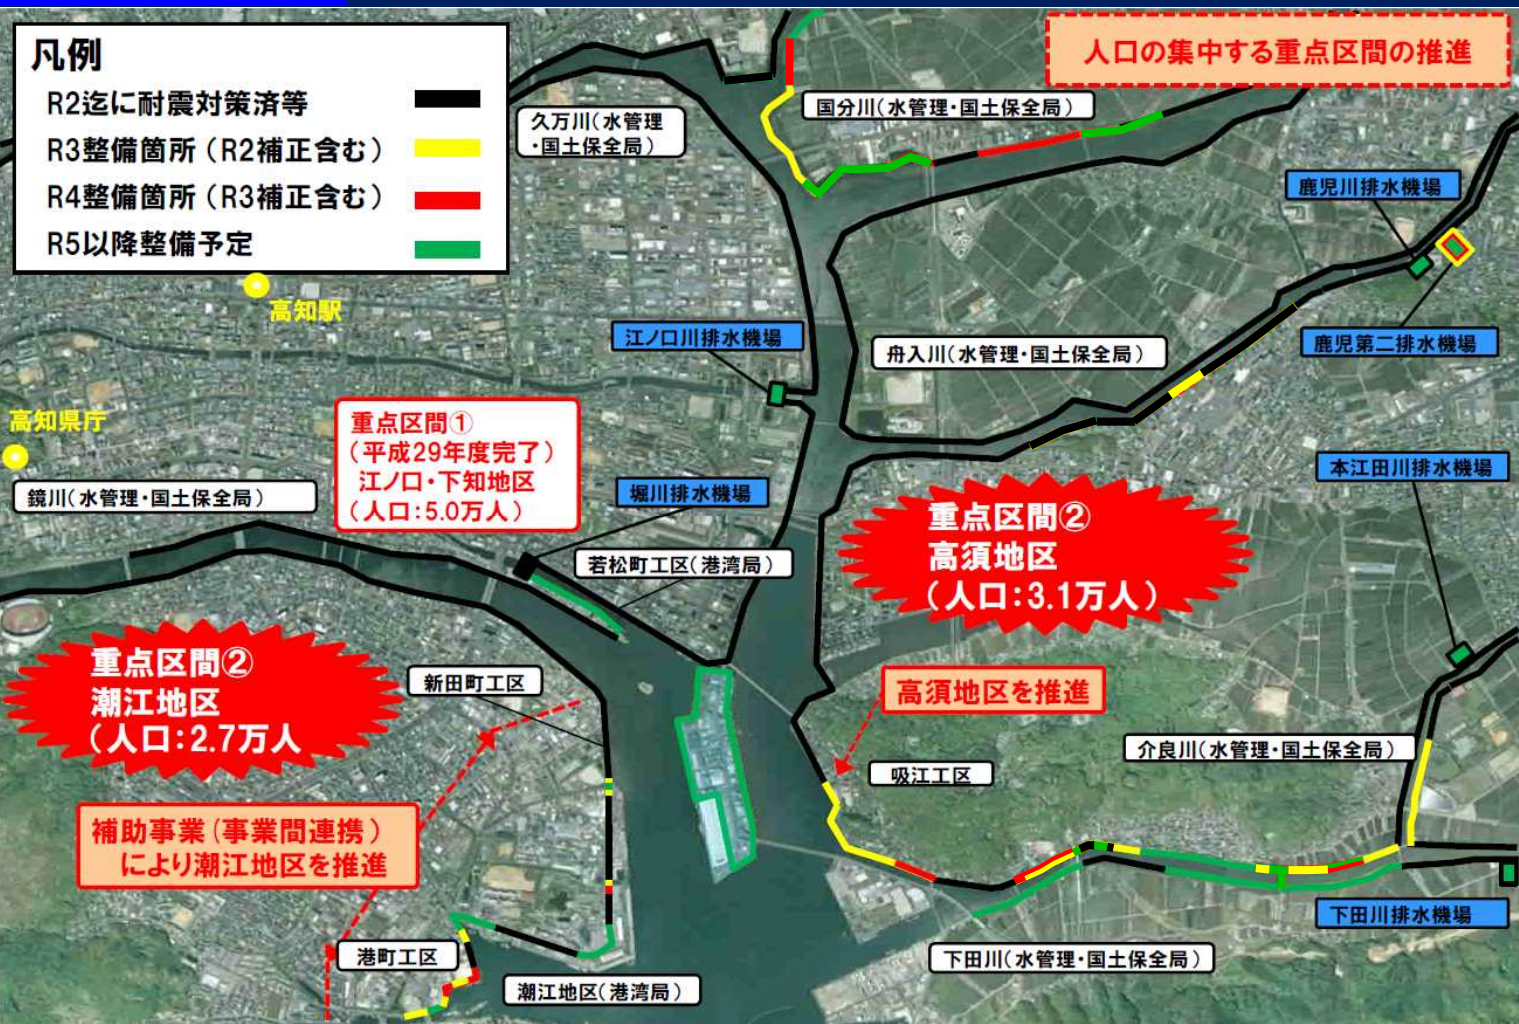 凡例
R2迄に耐震対策済等
R3整備箇所（R2補正含む）
R4整備箇所（R3補正含む）
R5以降整備予定
人口の集中する重点区間の推進
久万川（水管理
・国土保全局）
国分川（水管理・国土保全局）
鹿児川排水機場
高知駅
江ノ口川排水機場
舟入川（水管理・国土保全局）
鹿児第二排水機場
高知県庁
重点区間①
（平成29年度完了）
江ノ口・下知地区
（人口：5.0万人）
本江田川排水機場
鏡川（水管理・国土保全局）
堀川排水機場
重点区間②
高須地区
（人口：3.1万人）
若松町工区（港湾局）
重点区間②
潮江地区
（人口：2.7万人
新田町工区
高須地区を推進
介良川（水管理・国土保全局）
吸江工区
補助事業（事業間連携）
により潮江地区を推進
下田川排水機場
港町工区
下田川（水管理・国土保全局）
潮江地区（港湾局）